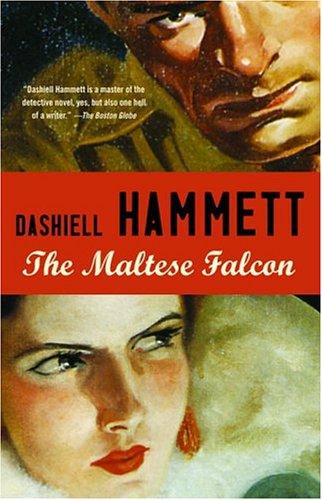 "Dashiell Hammett is a master of the
detective novel, yes, but also one hell
of a writer." —The Boston Globe
DASHIELL HAMMETT
The Maltese Falcon